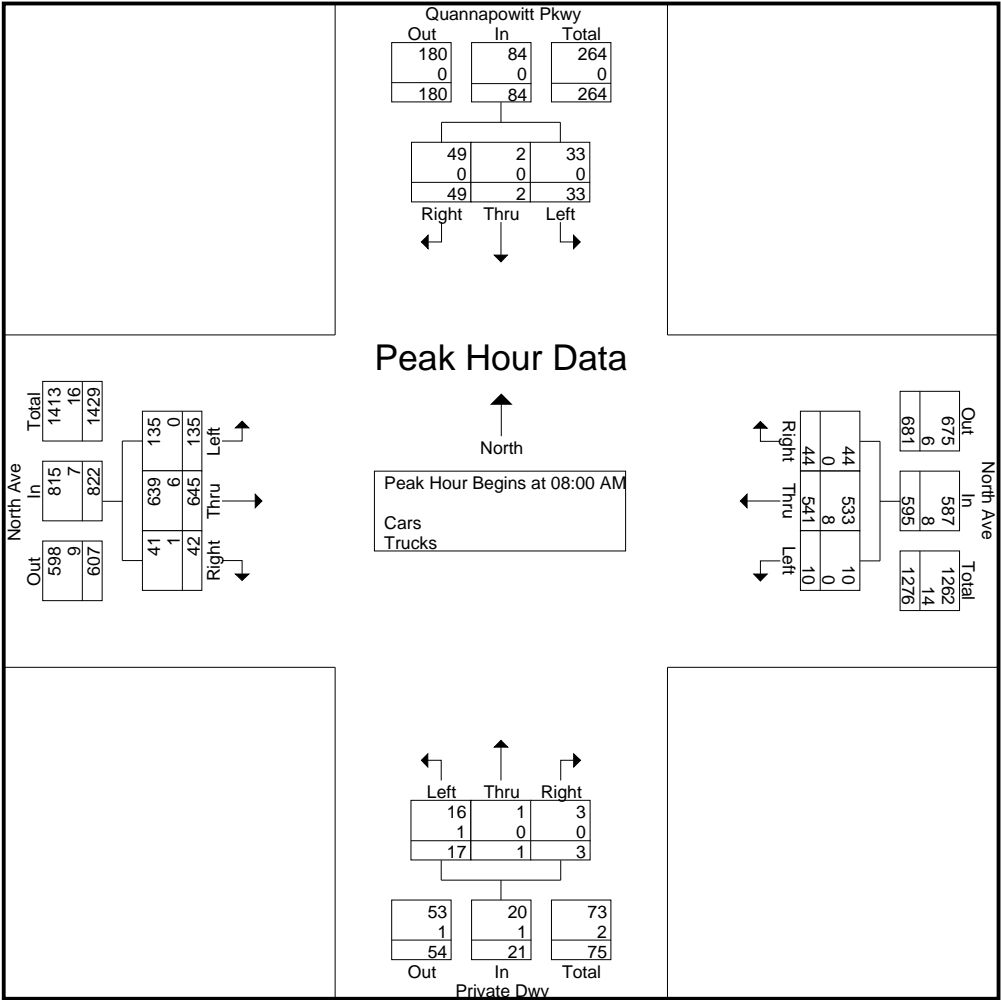 Quannapowitt Pkwy
Out In Total
180 84 264
0 0 0
180 84 264
49 2 33
0 0 0
49 2 33
Right Thru Left
Peak Hour Data
North
Peak Hour Begins at 08:00 AM
Cars
Trucks
North Ave
Out In Total
598 815 1413
9 7 16
607 822 1429
41 639 135
1 6 0
42 645 135
Right Thru Left
North Ave
Out In Total
675 587 1262
6 8 14
681 595 1276
44 533 10
0 8 0
44 541 10
Right Thru Left
Left Thru Right
16 1 3
1 0 0
17 1 3
53 20 73
1 1 2
54 21 75
Out In Total
Private Dwy